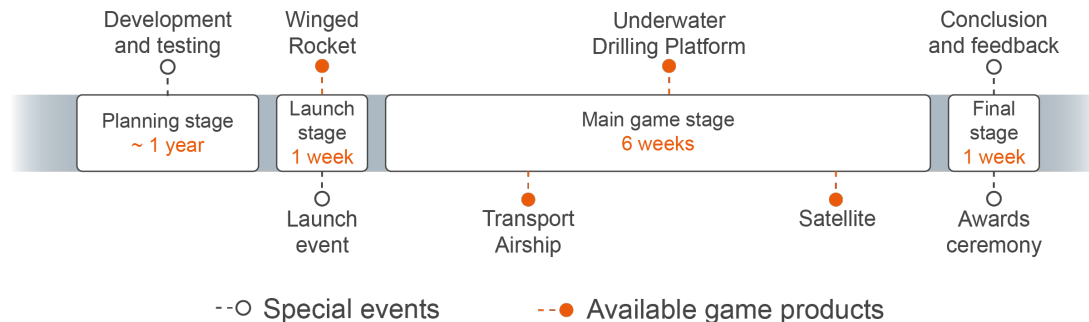 Development
and testing
Winged
Rocket
Underwater
Drilling Platform
Conclusion
and feedback
Planning stage
~ 1 year
Launch
stage
1 week
Main game stage
6 weeks
Final
stage
1 week
Launch
event
Transport
Airship
Satellite
Awards
ceremony
Special events
Available game products